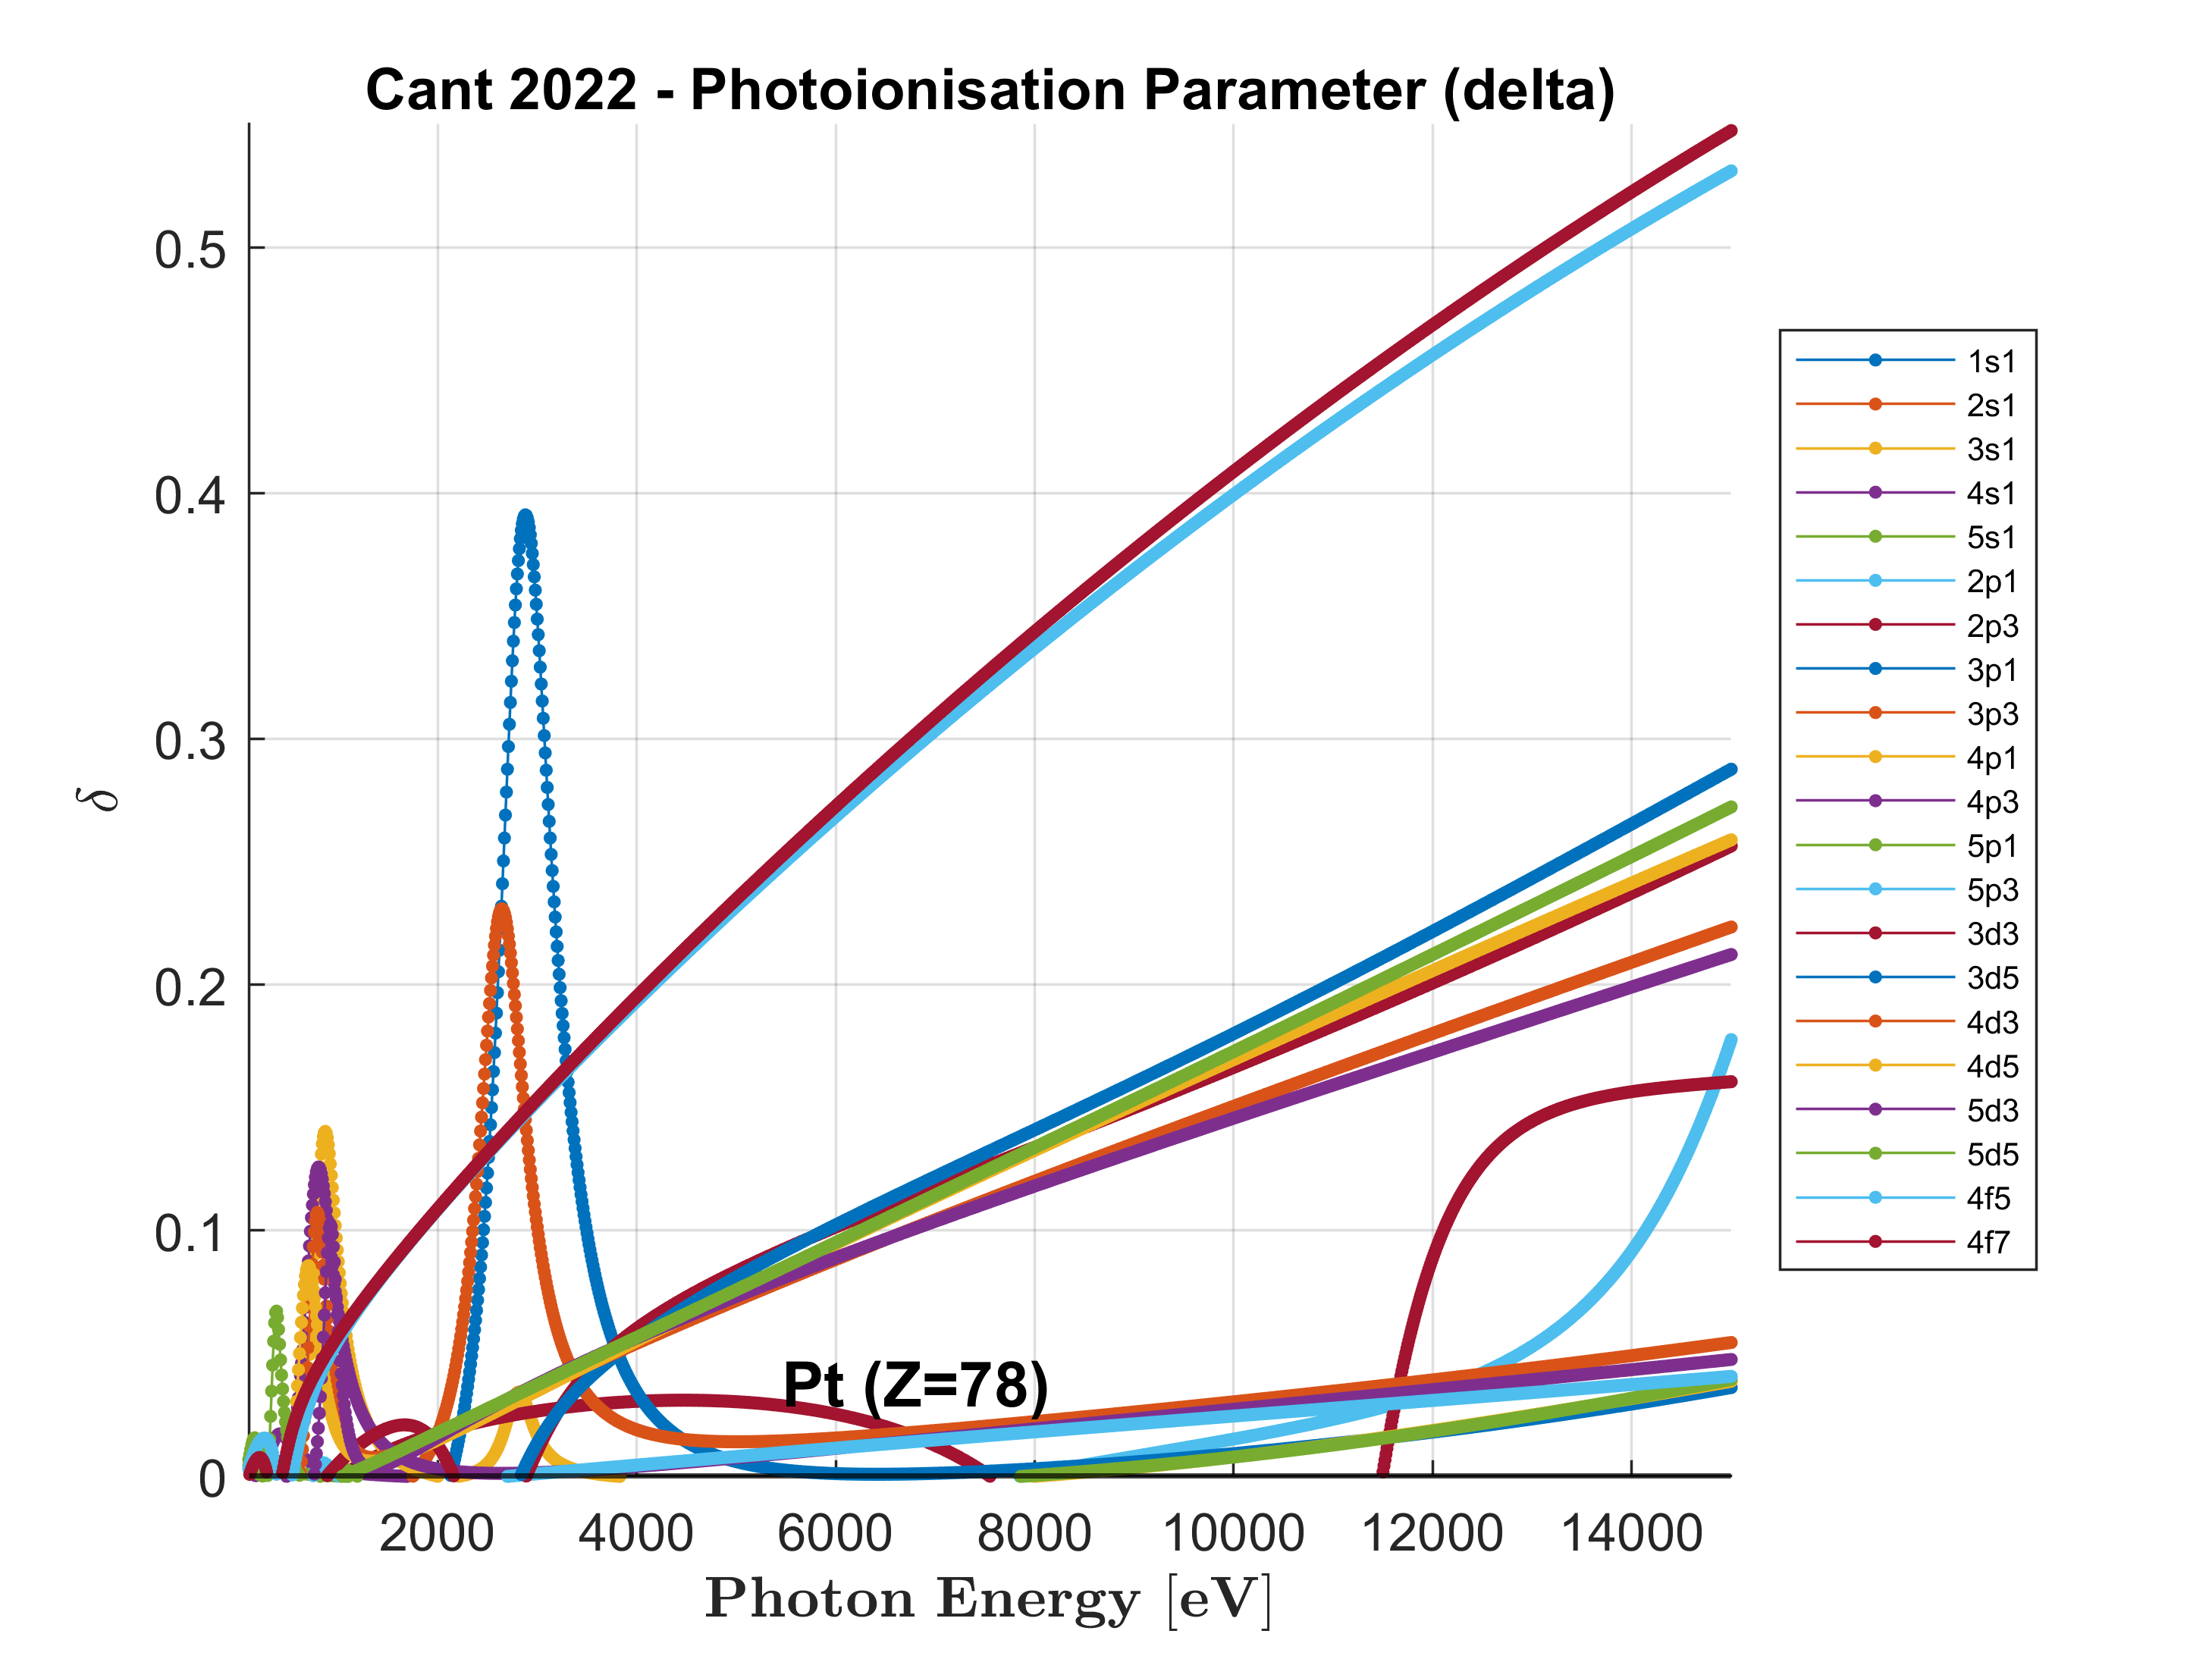 Cant 2022 - Photoionisation Parameter (delta)
0.5
0.4
0.3
0.2
0.1
0
δ
2000 4000 6000 8000 10000 12000 14000
Photon Energy [eV]
Pt (Z=78)
1s1
2s1
3s1
4s1
5s1
2p1
2p3
3p1
3p3
4p1
4p3
5p1
5p3
3d3
3d5
4d3
4d5
5d3
5d5
4f5
4f7